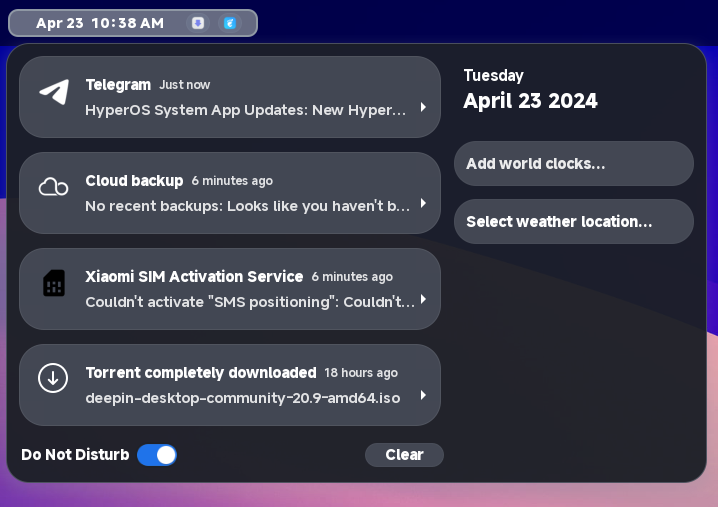 Apr 23 10:38 AM
Telegram Just now
HyperOS System App Updates: New Hyper...
Cloud backup 6 minutes ago
No recent backups: Looks like you haven't b...
Xiaomi SIM Activation Service 6 minutes ago
Couldn't activate "SMS positioning": Couldn't...
Torrent completely downloaded 18 hours ago
deepin-desktop-community-20.9-amd64.iso
Do Not Disturb
Clear
Tuesday
April 23 2024
Add world clocks...
Select weather location...